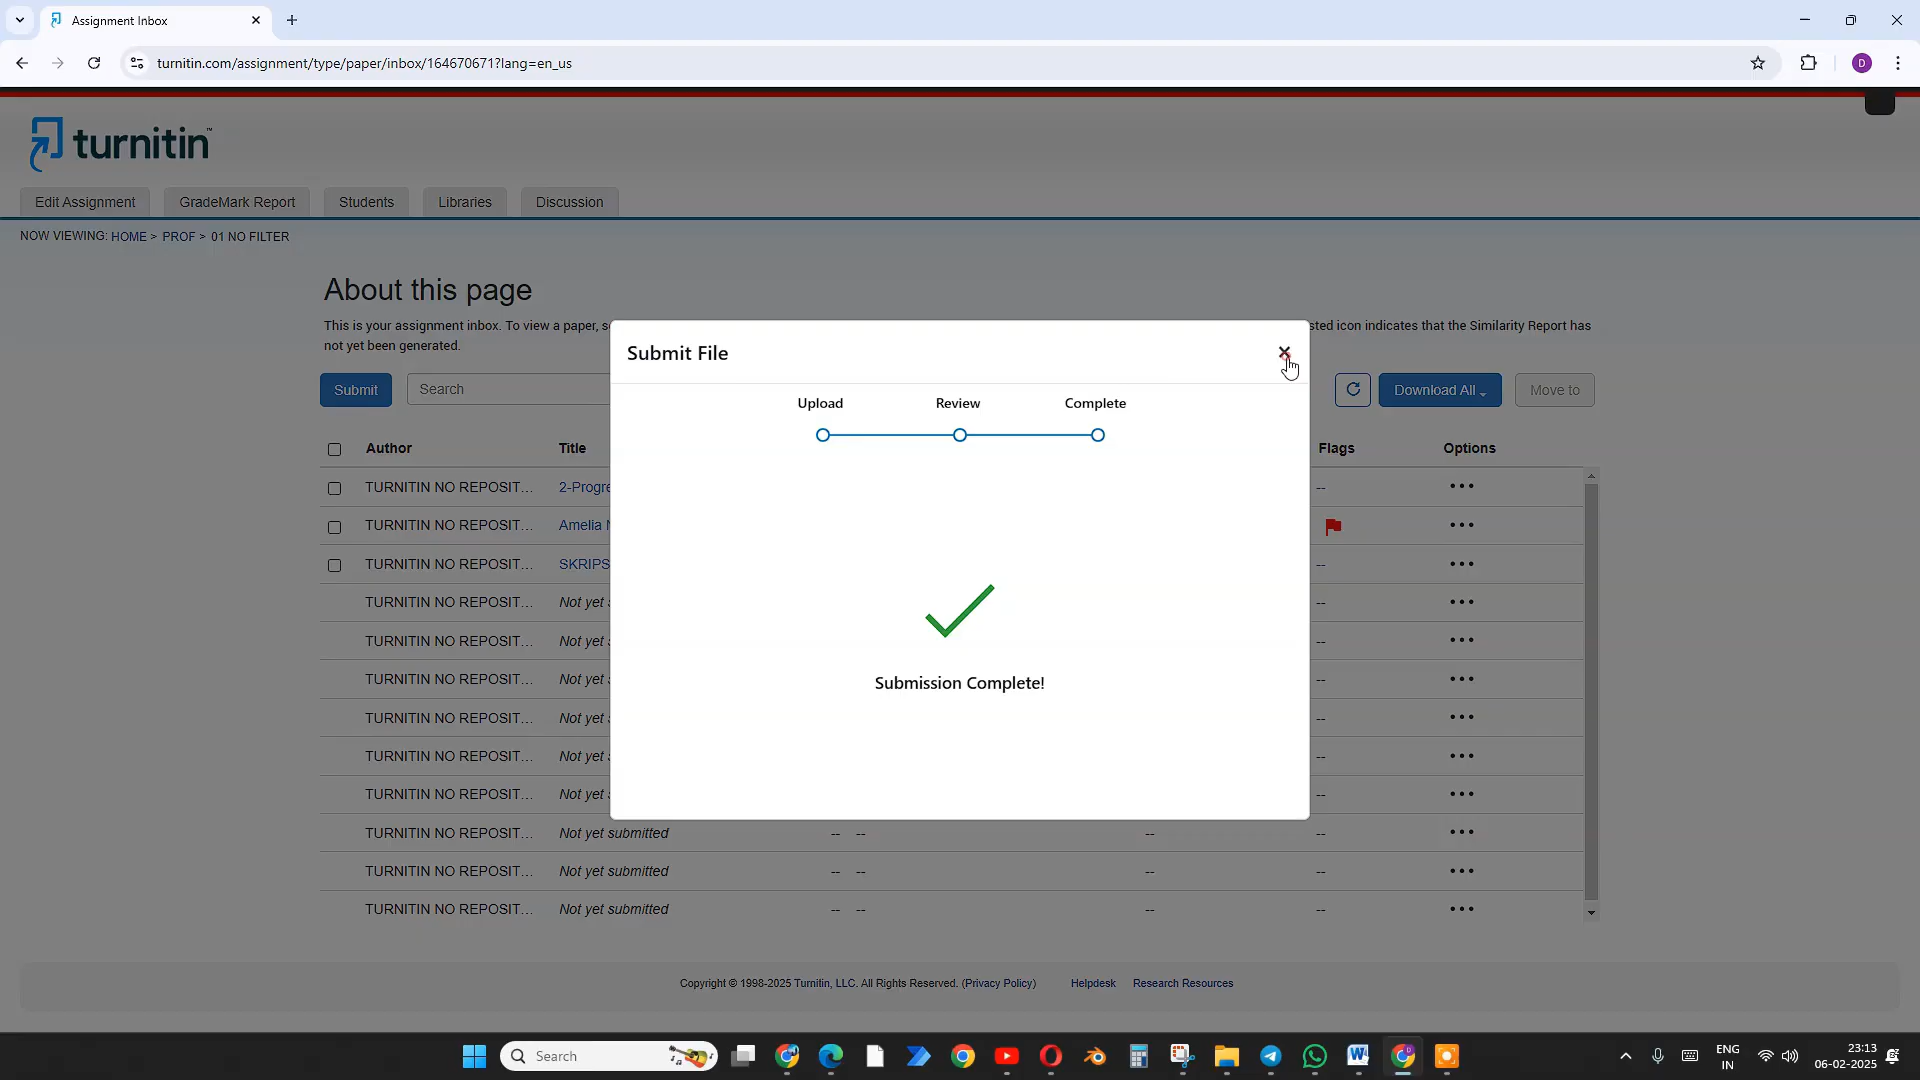 Assignment Inbox
turnitin.com/assignment/type/paper/inbox/164670671?lang=en_us
D
turnitin™
Edit Assignment GradeMark Report Students Libraries Discussion
NOW VIEWING: HOME > PROF > 01 NO FILTER
About this page
This is your assignment inbox. To view a paper, s
sted icon indicates that the Similarity Report has
not yet been generated.
Submit File
Submit Search Download All Move to
Upload Review Complete
Author Title Flags Options
TURNITIN NO REPOSIT... 2-Progre -- •••
TURNITIN NO REPOSIT... Amelia •••
TURNITIN NO REPOSIT... SKRIPS -- •••
TURNITIN NO REPOSIT... Not yet -- •••
TURNITIN NO REPOSIT... Not yet -- •••
TURNITIN NO REPOSIT... Not yet -- •••
Submission Complete!
TURNITIN NO REPOSIT... Not yet -- •••
TURNITIN NO REPOSIT... Not yet -- •••
TURNITIN NO REPOSIT... Not yet -- •••
TURNITIN NO REPOSIT... Not yet submitted -- -- -- -- •••
TURNITIN NO REPOSIT... Not yet submitted -- -- -- -- •••
TURNITIN NO REPOSIT... Not yet submitted -- -- -- -- •••
Copyright © 1998-2025 Turnitin, LLC. All Rights Reserved. (Privacy Policy) Helpdesk Research Resources
Search
ENG
IN
23:13
06-02-2025